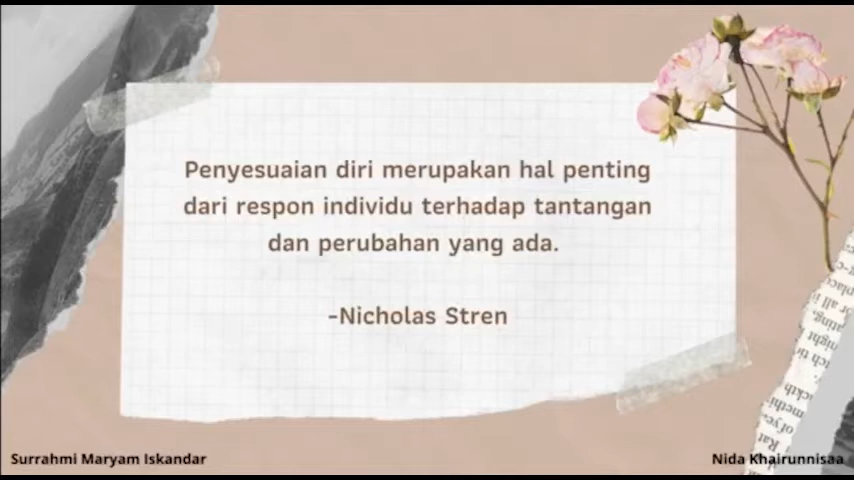 Penyesuaian diri merupakan hal penting
dari respon individu terhadap tantangan
dan perubahan yang ada.
-Nicholas Stren
Surrahmi Maryam Iskandar
Nida Khairunnisaa